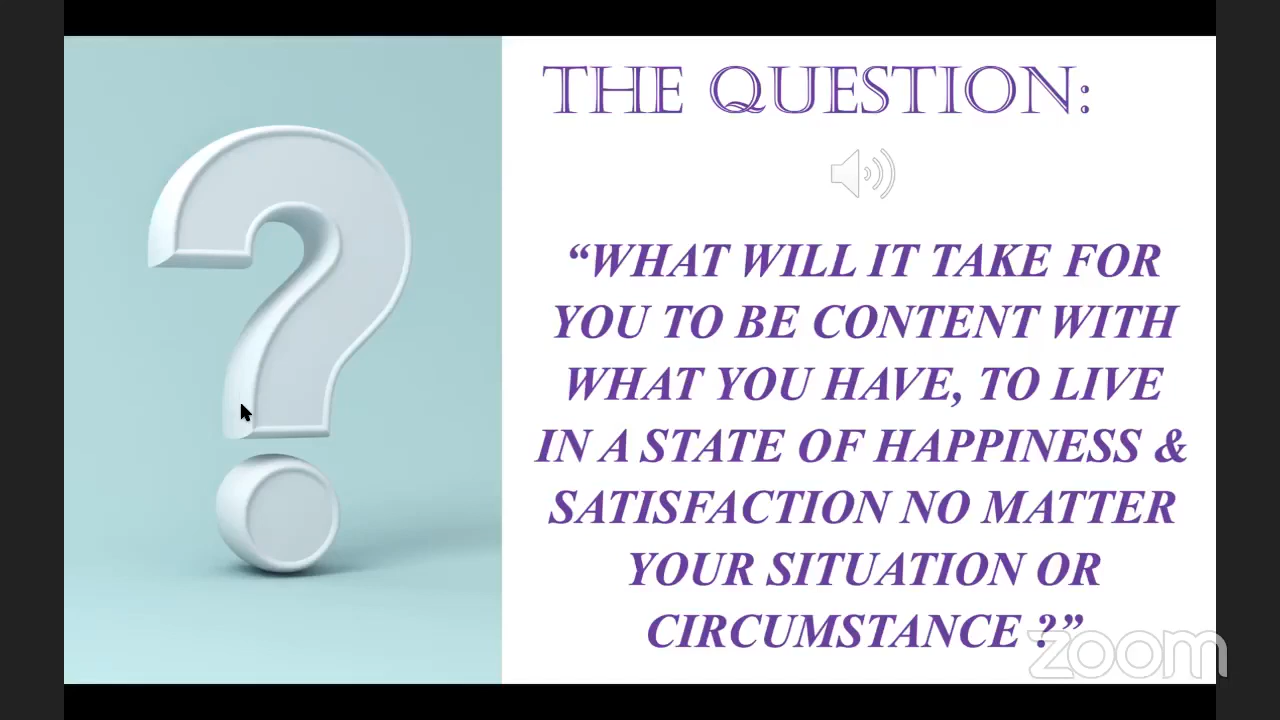 THE QUESTION:
“WHAT WILL IT TAKE FOR
YOU TO BE CONTENT WITH
WHAT YOU HAVE, TO LIVE
IN A STATE OF HAPPINESS &
SATISFACTION NO MATTER
YOUR SITUATION OR
CIRCUMSTANCE ?”
zoom